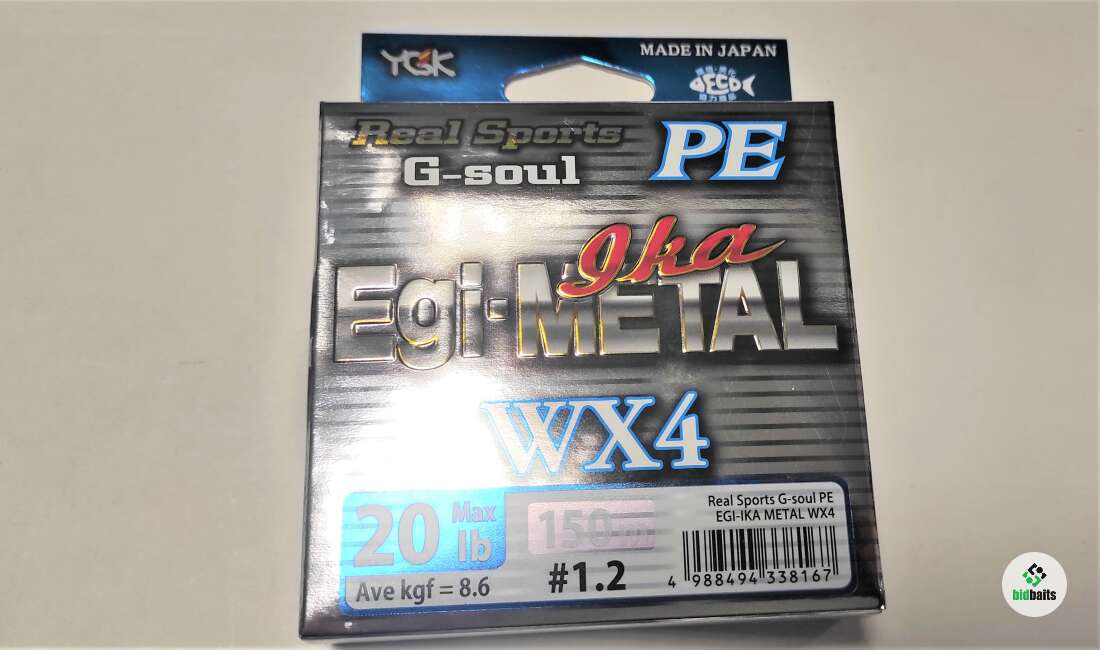 YGK
MADE IN JAPAN
ECO
Real Sports
G-soul
PE
Ika
Egi-METAL
WX4
20 Max lb
150m
Ave kgf = 8.6
#1.2
Real Sports G-soul PE
EGI-IKA METAL WX4
4 988494 338167
bidbaits